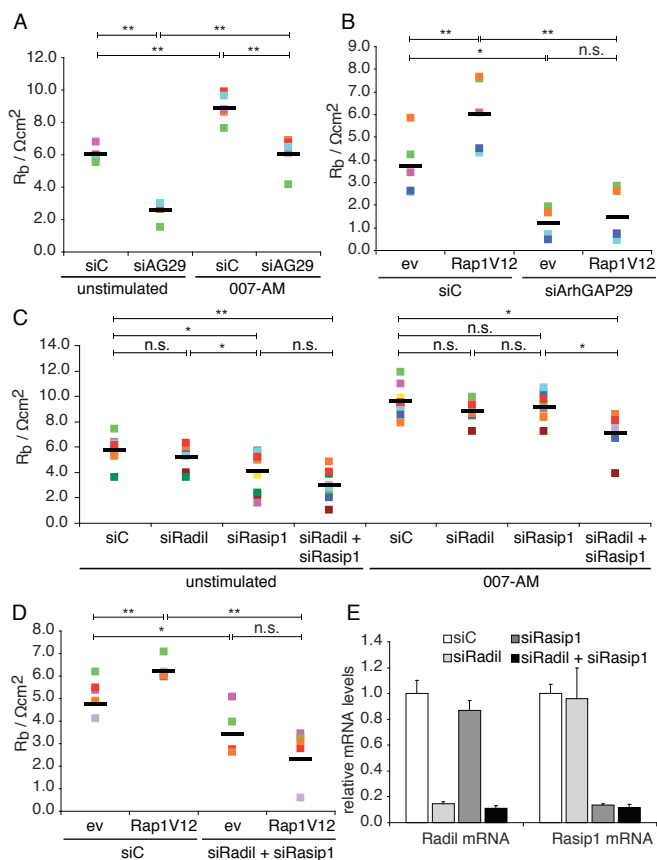 A
** **
** **
12.0
10.0
8.0
6.0
4.0
2.0
0.0
Rb / Ωcm2
siC siAG29 siC siAG29
unstimulated 007-AM
B
** **
* n.s.
9.0
8.0
7.0
6.0
5.0
4.0
3.0
2.0
1.0
0.0
Rb / Ωcm2
ev Rap1V12 ev Rap1V12
siC siArhGAP29
C
** *
* n.s.
n.s. * n.s. n.s. n.s. *
14.0
12.0
10.0
8.0
6.0
4.0
2.0
0.0
Rb / Ωcm2
siC siRadil siRasip1 siRadil + siC siRadil siRasip1 siRadil +
siRasip1 siRasip1
unstimulated 007-AM
D
** **
* n.s.
8.0
7.0
6.0
5.0
4.0
3.0
2.0
1.0
0.0
Rb / Ωcm2
ev Rap1V12 ev Rap1V12
siC siRadil + siRasip1
E
siC siRasip1
siRadil siRadil + siRasip1
1.4
1.2
1.0
0.8
0.6
0.4
0.2
0
relative mRNA levels
Radil mRNA Rasip1 mRNA